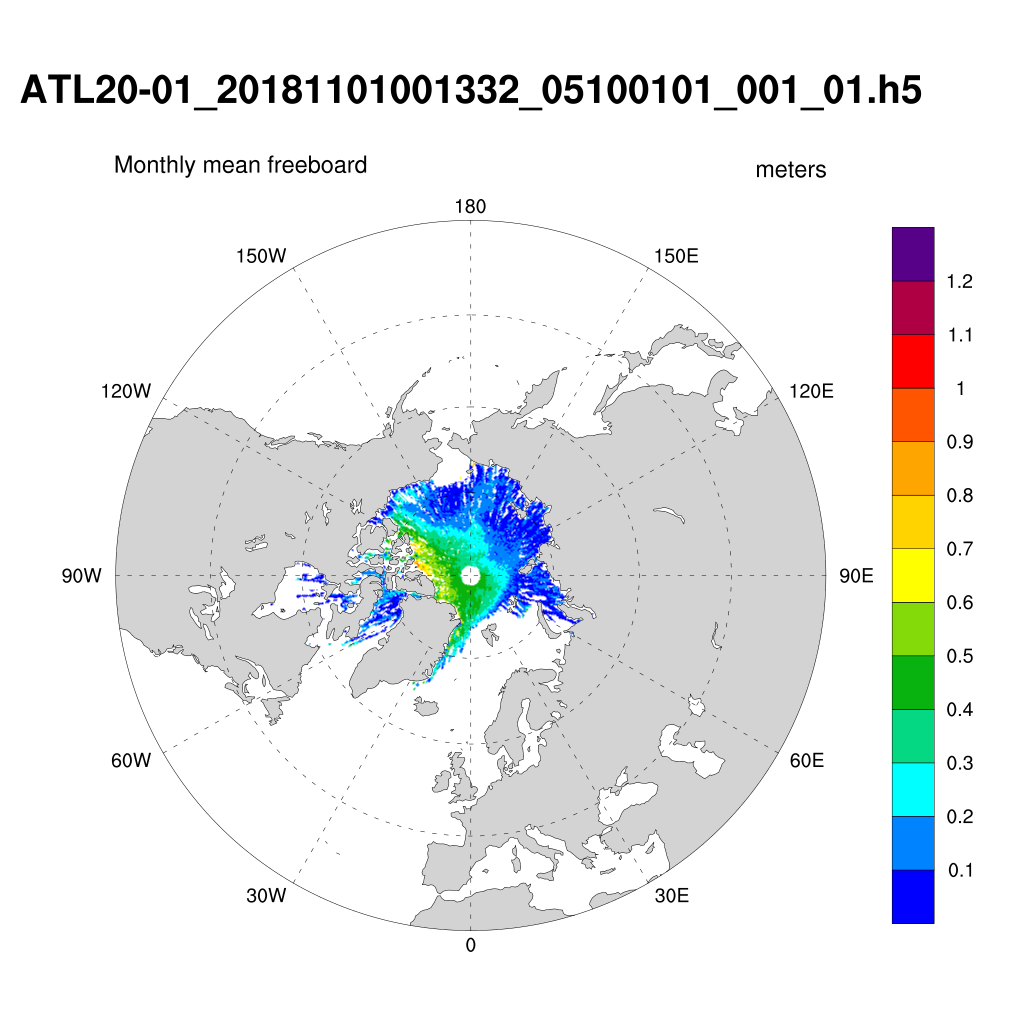 ATL20-01_20181101001332_05100101_001_01.h5
Monthly mean freeboard
meters
180
150W
150E
120W
120E
90W
90E
60W
60E
30W
30E
0
1.2
1.1
1
0.9
0.8
0.7
0.6
0.5
0.4
0.3
0.2
0.1